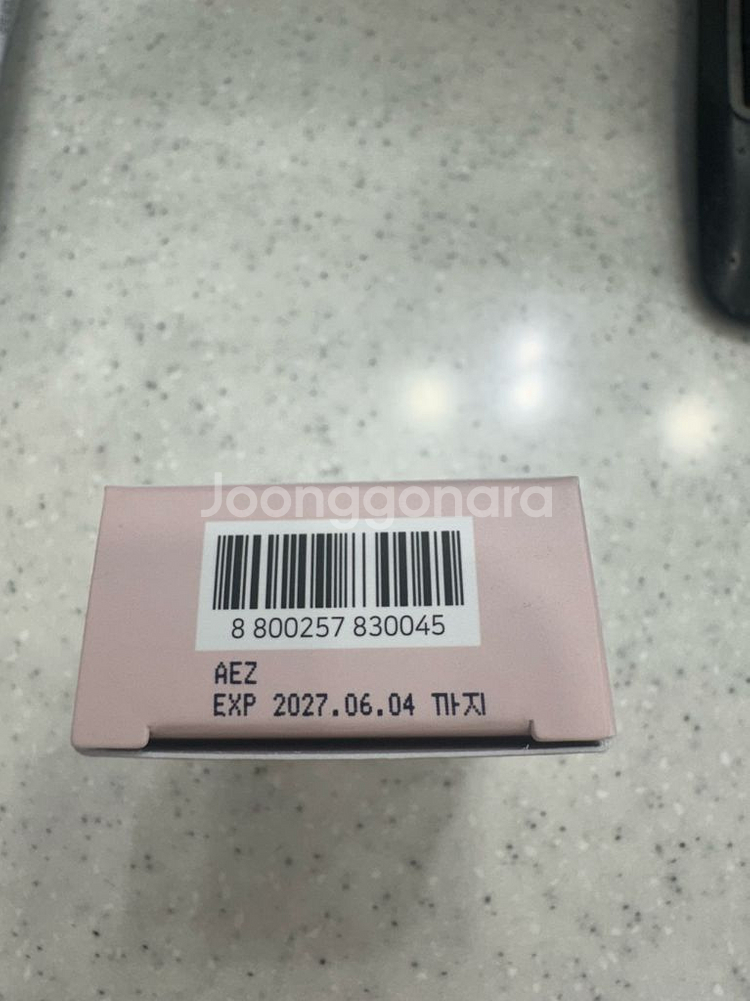 Joonggonara
8 800257 830045
AEZ
EXP 2027.06.04 까지